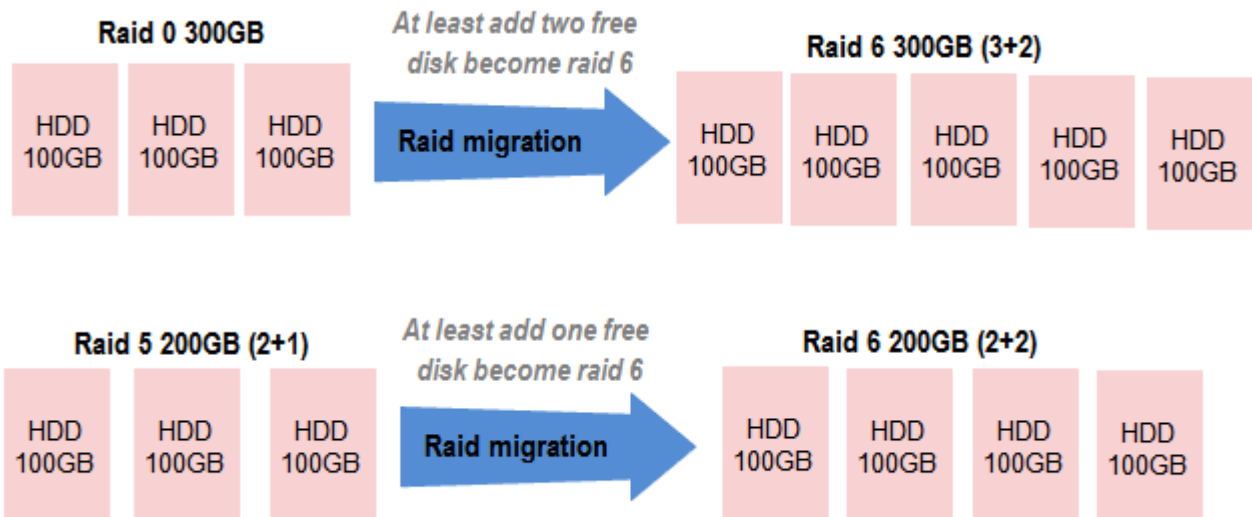 Raid 0 300GB
At least add two free
disk become raid 6
Raid 6 300GB (3+2)
HDD
100GB
HDD
100GB
HDD
100GB
Raid migration
HDD
100GB
HDD
100GB
HDD
100GB
HDD
100GB
HDD
100GB
Raid 5 200GB (2+1)
At least add one free
disk become raid 6
Raid 6 200GB (2+2)
HDD
100GB
HDD
100GB
HDD
100GB
Raid migration
HDD
100GB
HDD
100GB
HDD
100GB
HDD
100GB